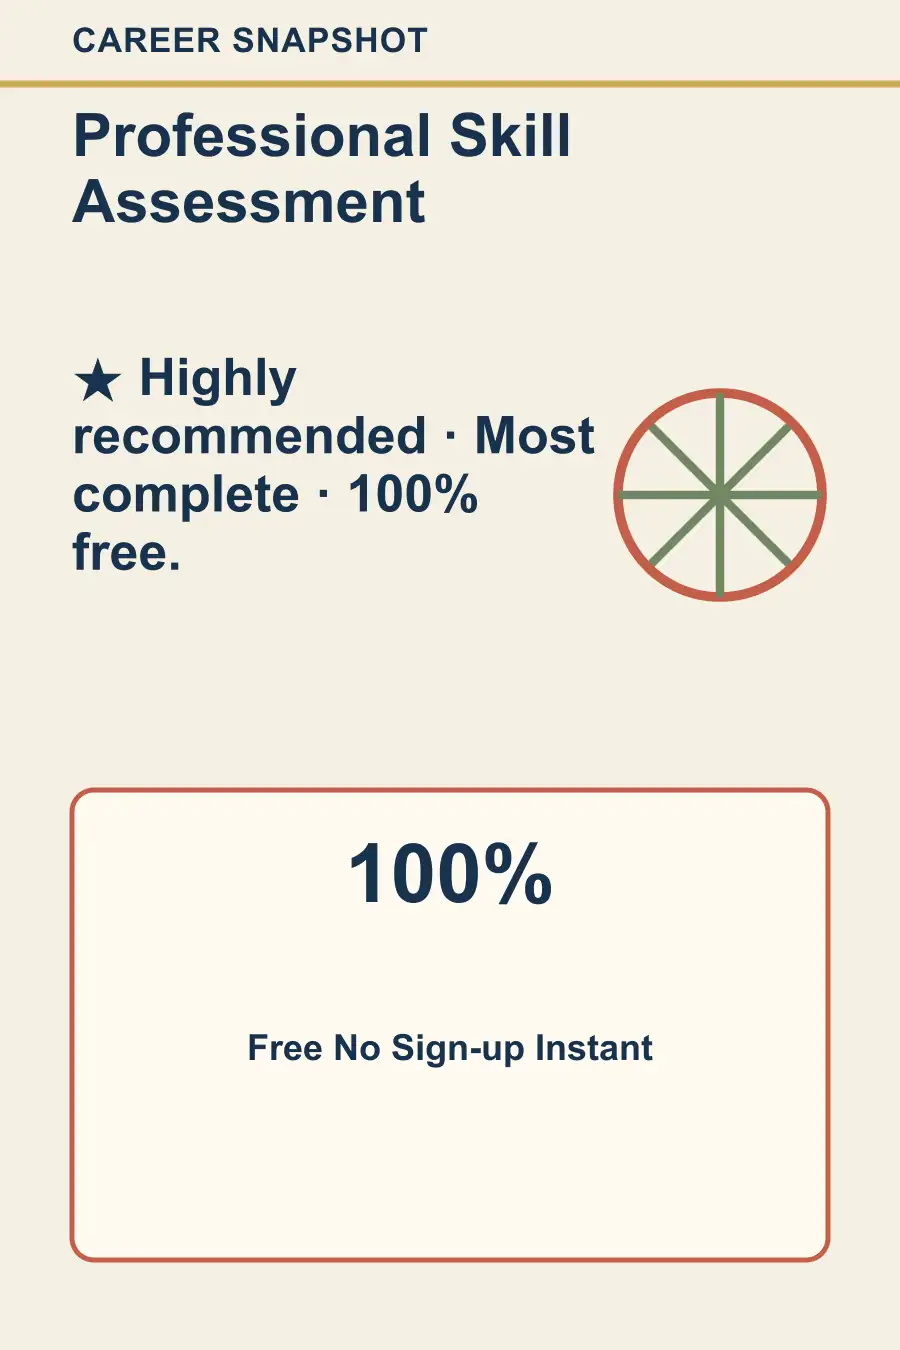 CAREER SNAPSHOT
Professional Skill
Assessment
★ Highly
recommended · Most
complete · 100%
free.
100%
Free No Sign-up Instant